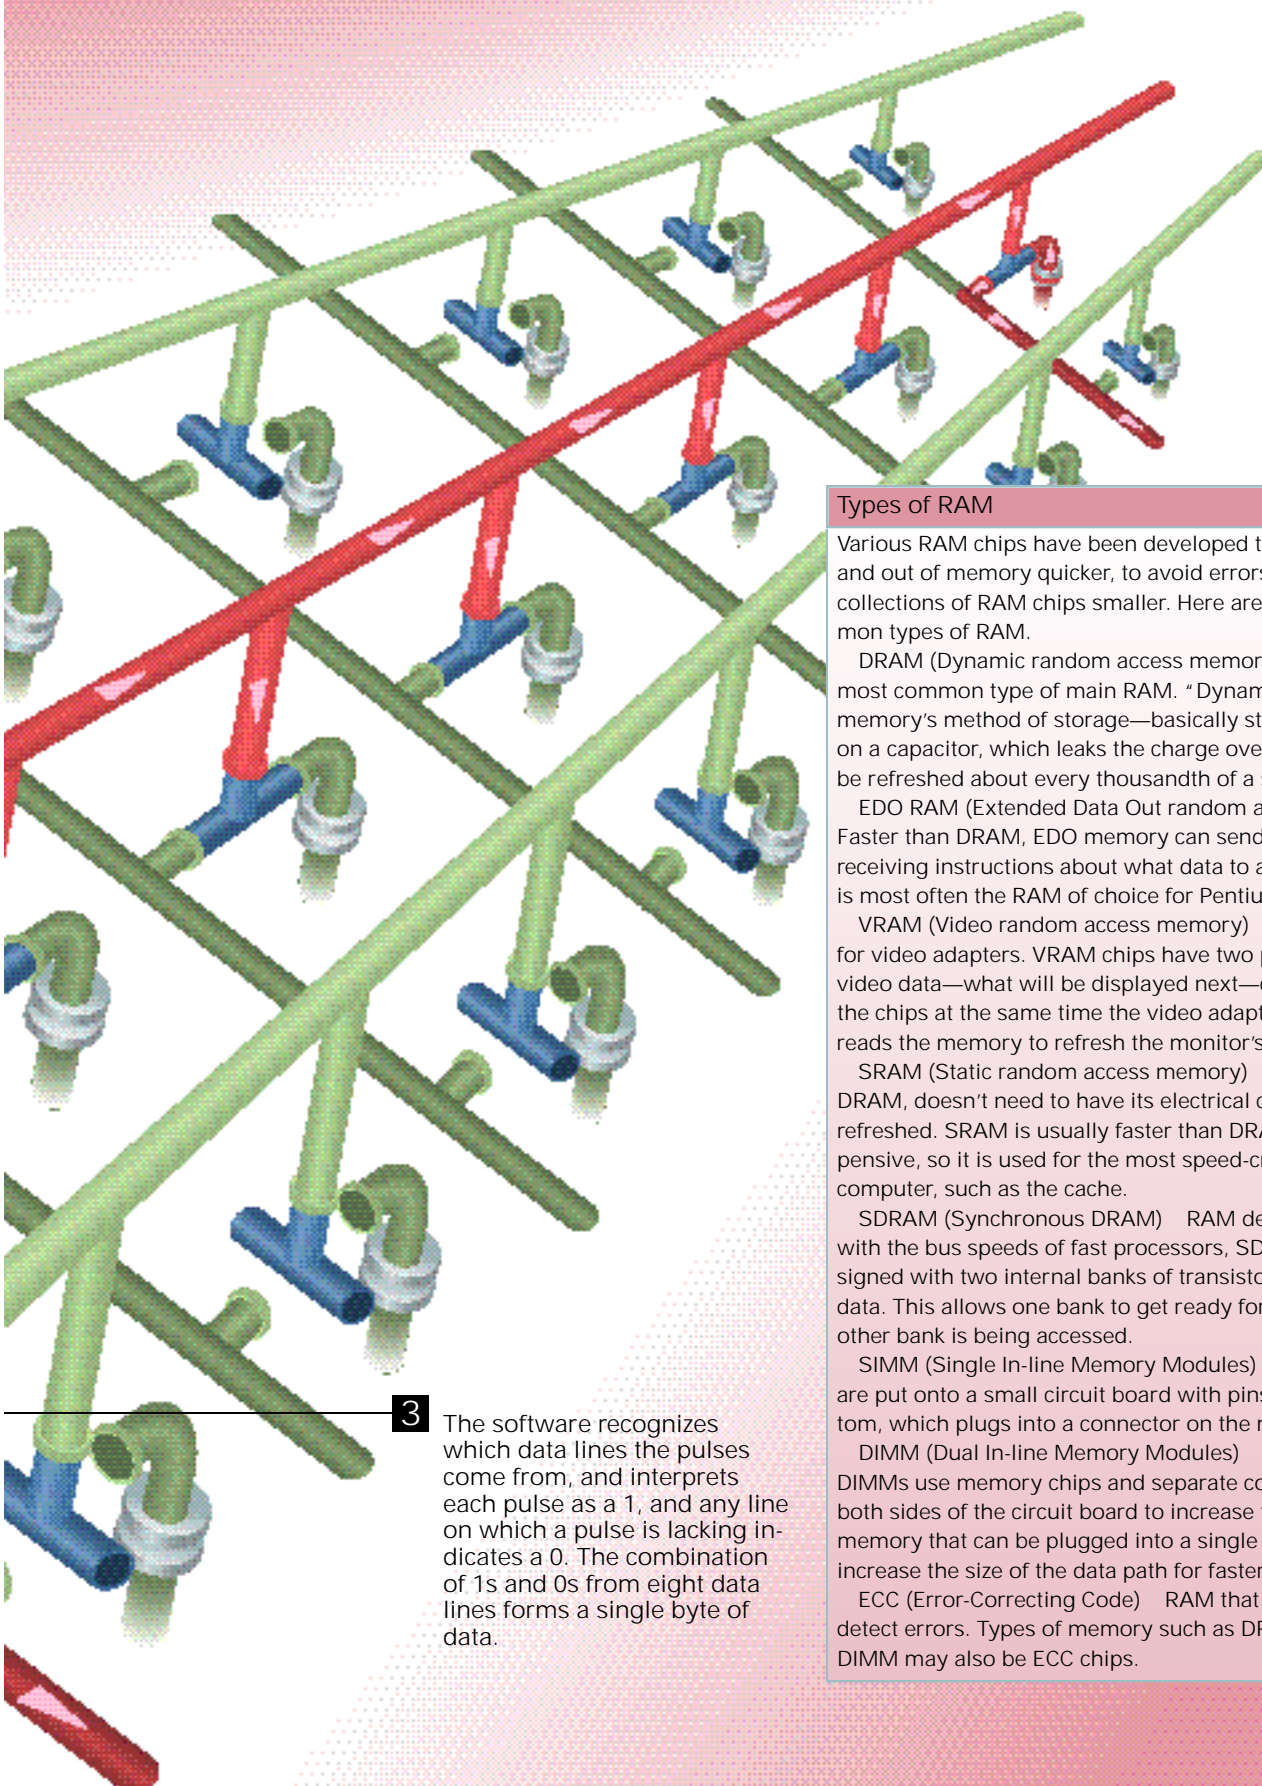 3
The software recognizes
which data lines the pulses
come from, and interprets
each pulse as a 1, and any line
on which a pulse is lacking in-
dicates a 0. The combination
of 1s and 0s from eight data
lines forms a single byte of
data.
Types of RAM
Various RAM chips have been developed
and out of memory quicker, to avoid errors
collections of RAM chips smaller. Here are
mon types of RAM.
DRAM (Dynamic random access
most common type of main RAM.
memory's method of storage—basically
on a capacitor, which leaks the charge
be refreshed about every thousandth of a
EDO RAM (Extended Data Out random
Faster than DRAM, EDO memory can send
receiving instructions about what data to
is most often the RAM of choice for
VRAM (Video random access memory)
for video adapters. VRAM chips have two
video data—what will be displayed next—
the chips at the same time the video
reads the memory to refresh the monitor's
SRAM (Static random access memory)
DRAM, doesn't need to have its electrical
refreshed. SRAM is usually faster than
pensive, so it is used for the most
computer, such as the cache.
SDRAM (Synchronous DRAM) RAM
with the bus speeds of fast processors,
signed with two internal banks of
data. This allows one bank to get ready for
other bank is being accessed.
SIMM (Single In-line Memory Modules)
are put onto a small circuit board with pins
tom, which plugs into a connector on the
DIMM (Dual In-line Memory Modules)
DIMMs use memory chips and separate
both sides of the circuit board to increase
memory that can be plugged into a single
increase the size of the data path for faster
ECC (Error-Correcting Code) RAM that
detect errors. Types of memory such as
DIMM may also be ECC chips.